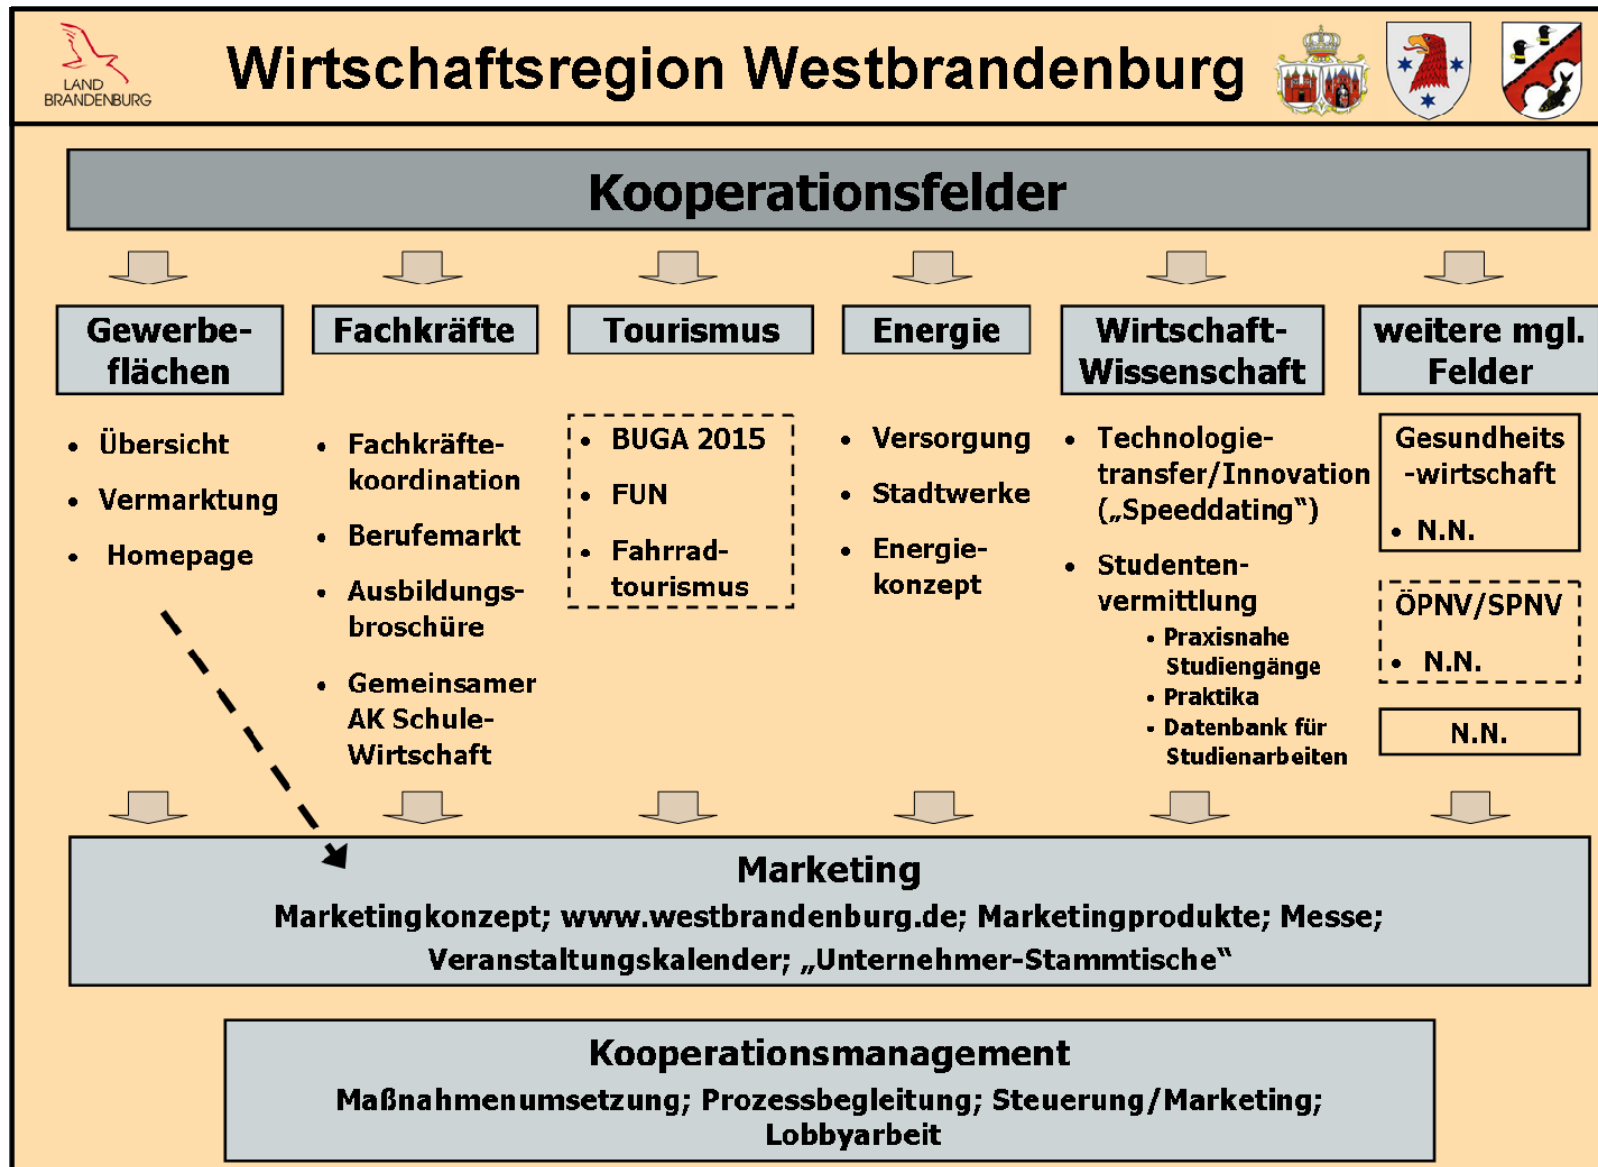 LAND
BRANDENBURG
Wirtschaftsregion Westbrandenburg
Kooperationsfelder
Gewerbe-
flächen
• Übersicht
• Vermarktung
• Homepage
Fachkräfte
• Fachkräfte-
koordination
• Berufemarkt
• Ausbildungs-
broschüre
• Gemeinsamer
AK Schule-
Wirtschaft
Tourismus
• BUGA 2015
• FUN
• Fahrrad-
tourismus
Energie
• Versorgung
• Stadtwerke
• Energie-
konzept
Wirtschaft-
Wissenschaft
• Technologie-
transfer/Innovation
(„Speeddating“)
• Studenten-
vermittlung
• Praxisnahe
Studiengänge
• Praktika
• Datenbank für
Studienarbeiten
weitere mgl.
Felder
Gesundheits
-wirtschaft
• N.N.
ÖPNV/SPNV
• N.N.
N.N.
Marketing
Marketingkonzept; www.westbrandenburg.de; Marketingprodukte; Messe;
Veranstaltungskalender; „Unternehmer-Stammtische“
Kooperationsmanagement
Maßnahmenumsetzung; Prozessbegleitung; Steuerung/Marketing;
Lobbyarbeit